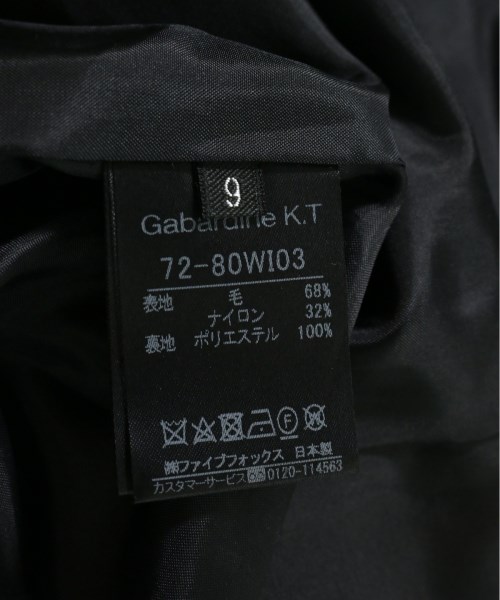 9
Gabardine K.T
72-80WI03
表地 毛 68%
ナイロン 32%
裏地 ポリエステル 100%
F
㈱ファイブフォックス 日本製
カスタマーサービス 0120-114563